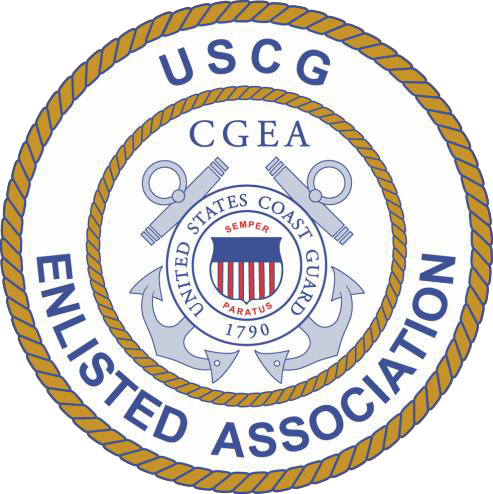 USCG
CGEA
UNITED STATES COAST GUARD
SEMPER
PARATUS
1790
ENLISTED ASSOCIATION